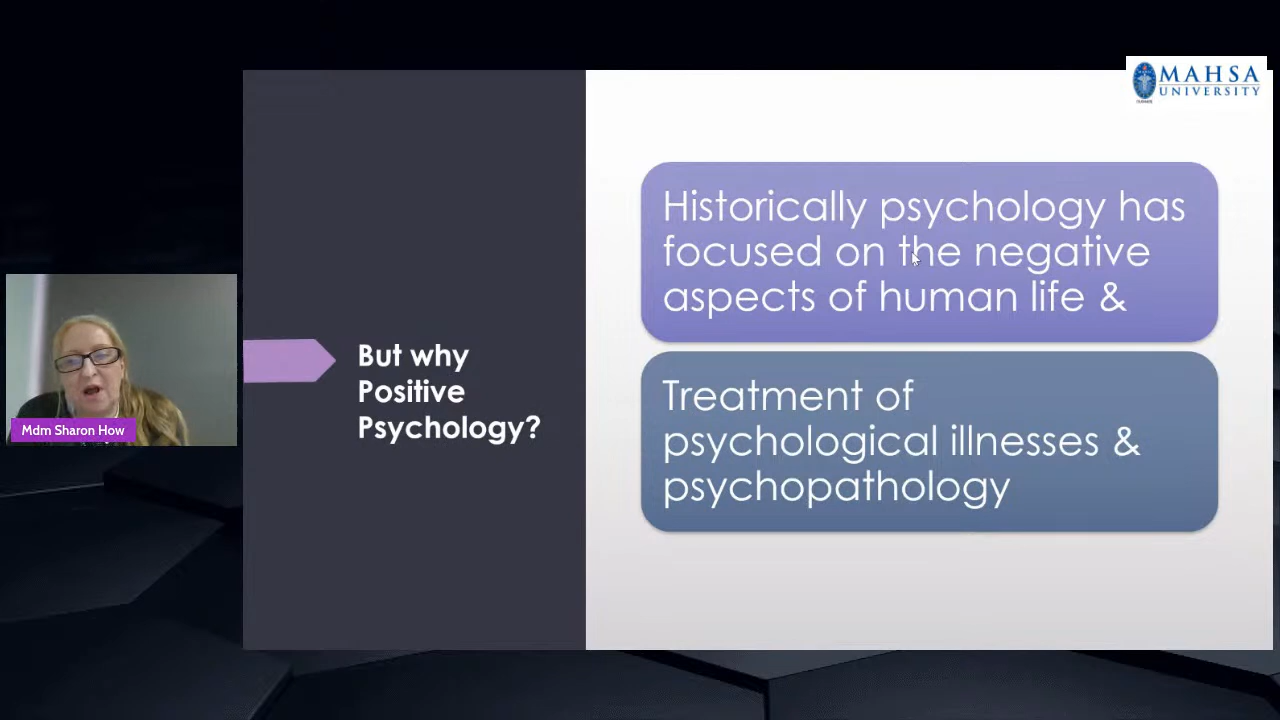 MAHSA
UNIVERSITY
Historically psychology has
focused on the negative
aspects of human life &
But why
Positive
Psychology?
Treatment of
psychological illnesses &
psychopathology
Mdm Sharon How